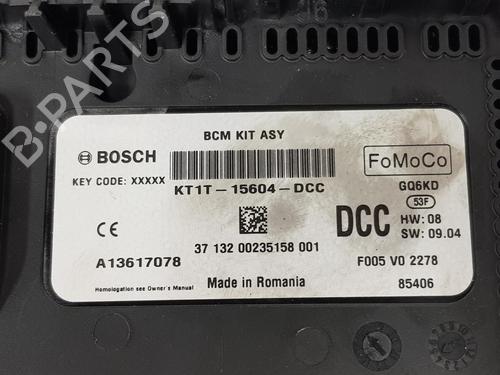 B-PARTS
BCM KIT ASY
BOSCH
FoMoCo
KEY CODE: XXXXX
KT1T-15604-DCC
GQ6KD
53F
DCC
HW: 08
SW: 09.04
CE
37 132 00235158 001
A13617078
F005 V0 2278
Made in Romania
85406
Homologation see Owner's Manual